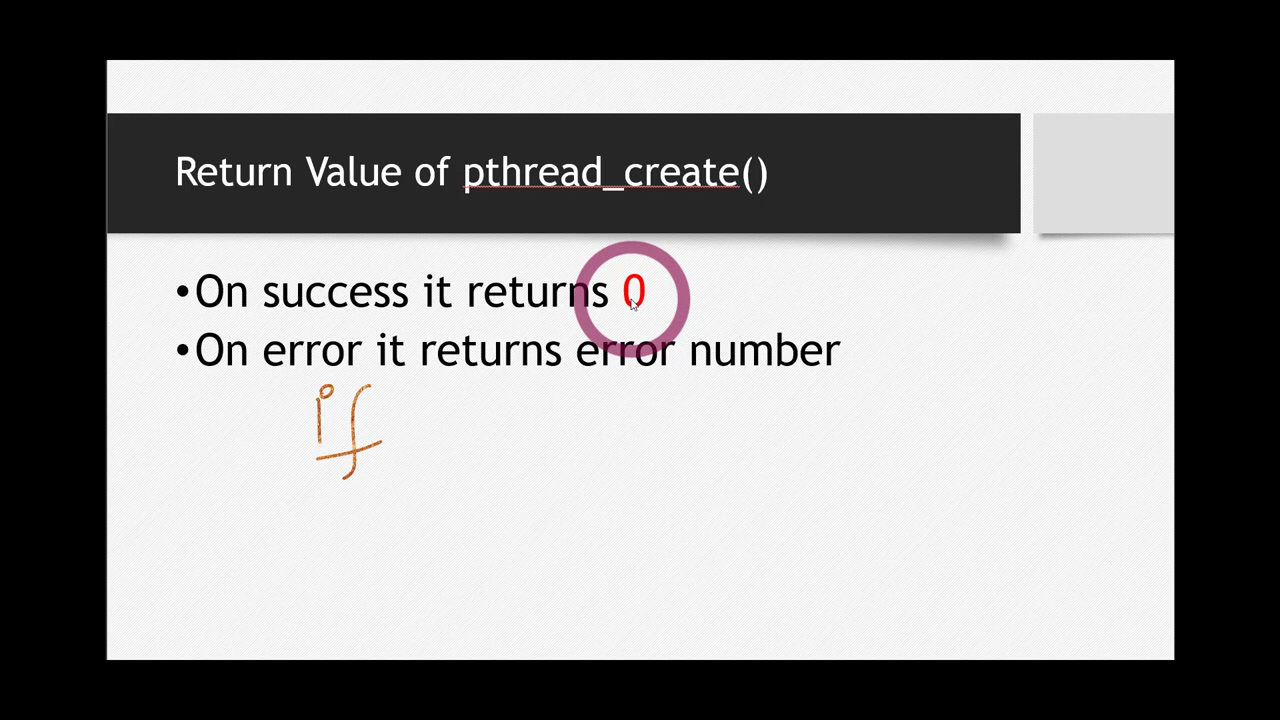 Return Value of pthread_create()
•On success it returns 0
•On error it returns error number
if